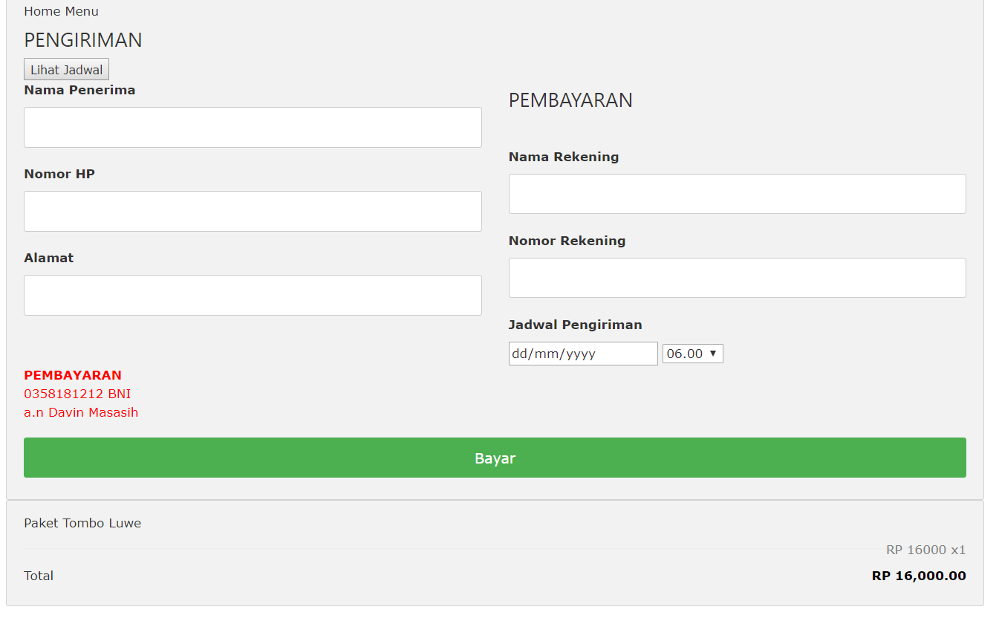 Home Menu
PENGIRIMAN
Lihat Jadwal
Nama Penerima
Nomor HP
Alamat
PEMBAYARAN
Nama Rekening
Nomor Rekening
Jadwal Pengiriman
dd/mm/yyyy 06.00
PEMBAYARAN
0358181212 BNI
a.n Davin Masasih
Bayar
Paket Tombo Luwe
RP 16000 x1
Total RP 16,000.00